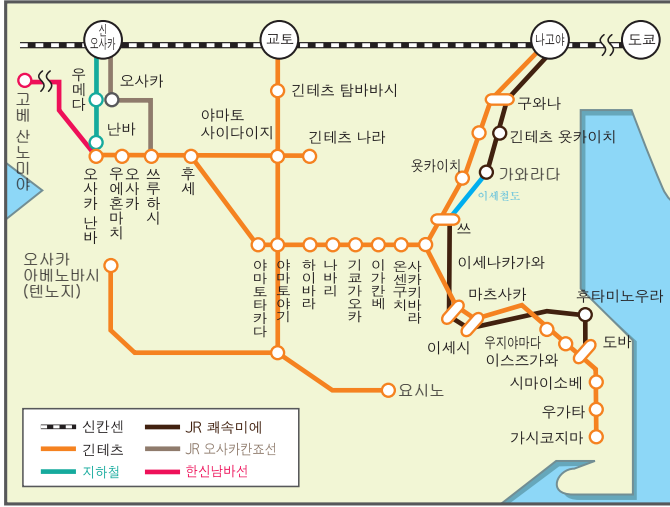 신
오사카
교토
나고야
도쿄
우
메
다
오사카
고
베
산
노
미
야
난바
야마토
사이다이지
긴테츠 탐바바시
긴테츠 나라
구와나
긴테츠 욧카이치
욧카이치
가와라다
이세철도
쓰
오
사
카
난
바
우
에
혼
마
치
오
사
카
쓰
루
하
시
후
세
오사카
아베노바시
(텐노지)
야
마
토
타
카
다
야
마
토
야
기
하
이
바
라
나
바
리
기
쿄
가
오
카
이
가
칸
베
온
센
구
치
사
카
키
바
라
이세나카가와
마츠사카
후타미노우라
이세시
우지야마다
이스즈가와
도바
시마이소베
우가타
가시코지마
요시노
신칸센
JR 쾌속미에
긴테츠
JR 오사카칸죠선
지하철
한신남바선